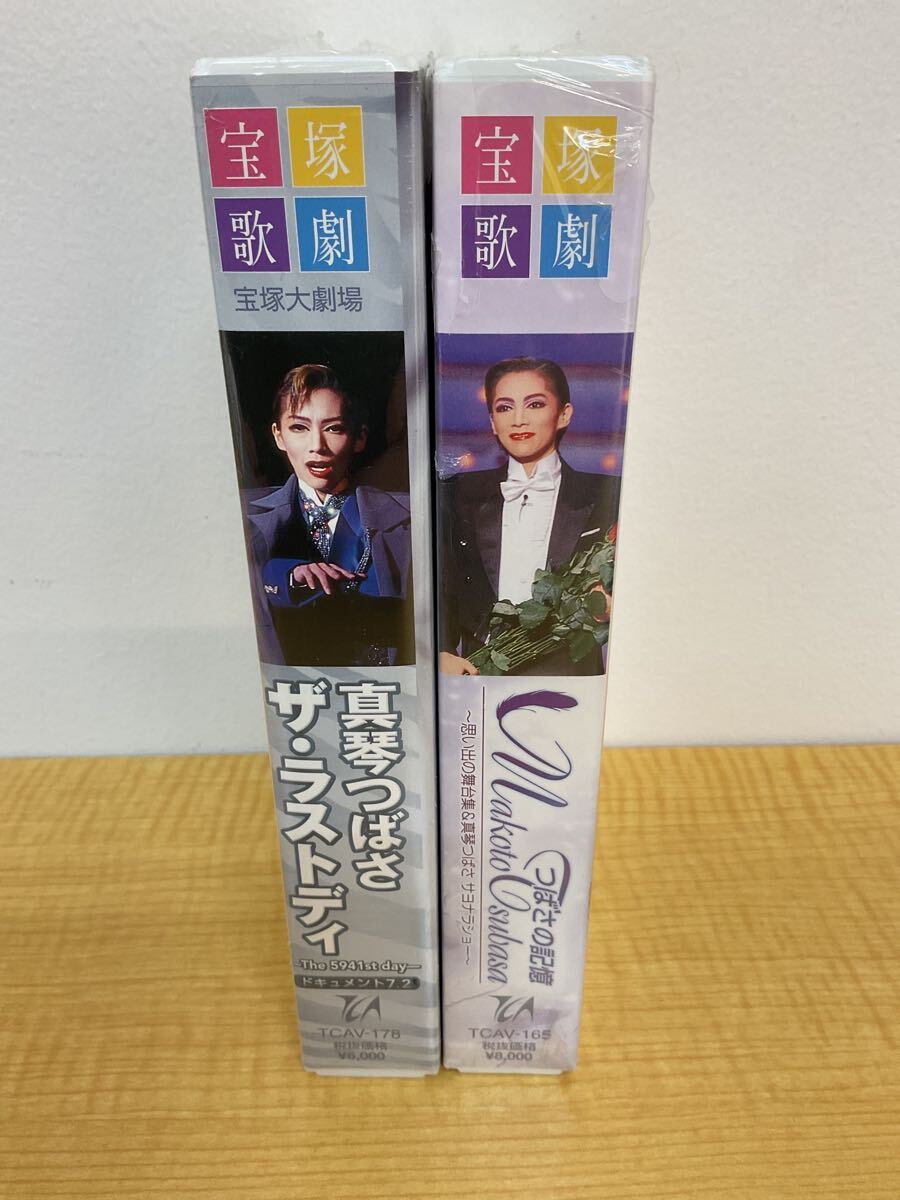 宝塚
歌劇
宝塚大劇場
真琴つばさ
ザ・ラストディ
-The 5941st day-
ドキュメント7.2
TCAV-178
税抜価格
¥6,000
宝塚
歌劇
Makoto Tsubasa
つばさの記憶
〜思い出の舞台集&真琴つばさ サヨナラショー〜
TCAV-165
税抜価格
¥8,000